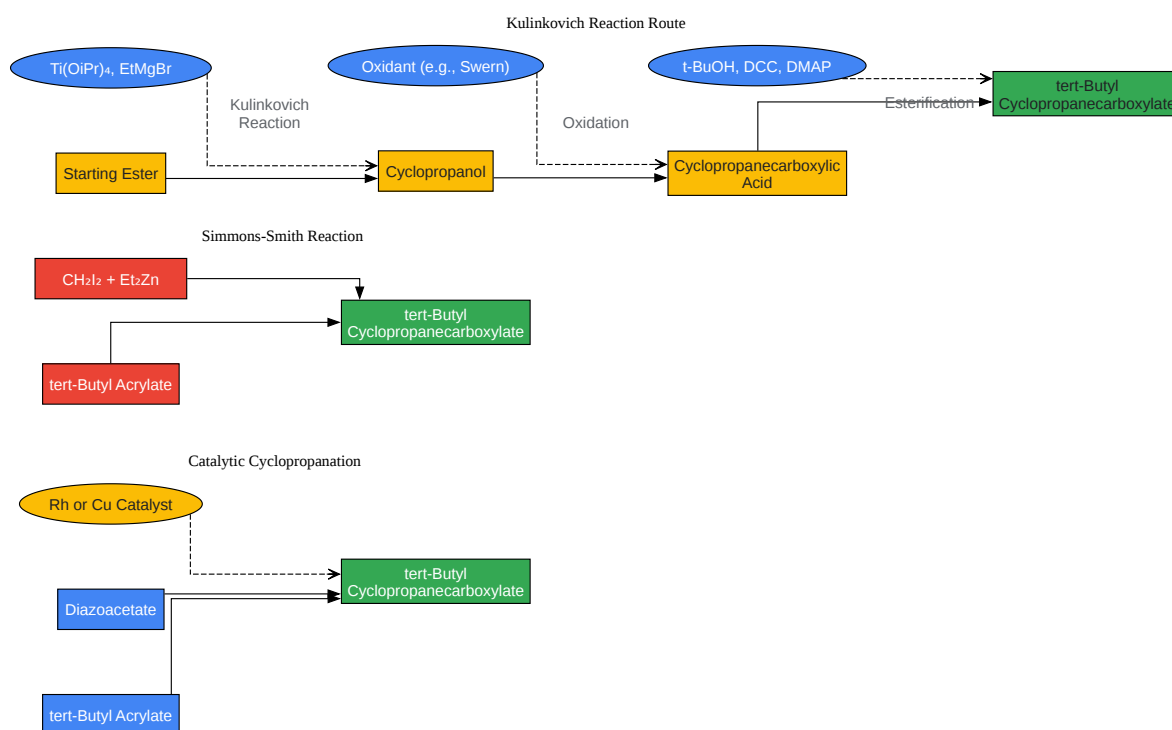 Kulinkovich Reaction Route
Ti(OiPr)₄, EtMgBr
Oxidant (e.g., Swern)
t-BuOH, DCC, DMAP
tert-Butyl
Cyclopropanecarboxylate
Kulinkovich
Reaction
Oxidation
Esterification
Starting Ester
Cyclopropanol
Cyclopropanecarboxylic
Acid
Simmons-Smith Reaction
CH₂I₂ + Et₂Zn
tert-Butyl
Cyclopropanecarboxylate
tert-Butyl Acrylate
Catalytic Cyclopropanation
Rh or Cu Catalyst
tert-Butyl
Cyclopropanecarboxylate
Diazoacetate
tert-Butyl Acrylate